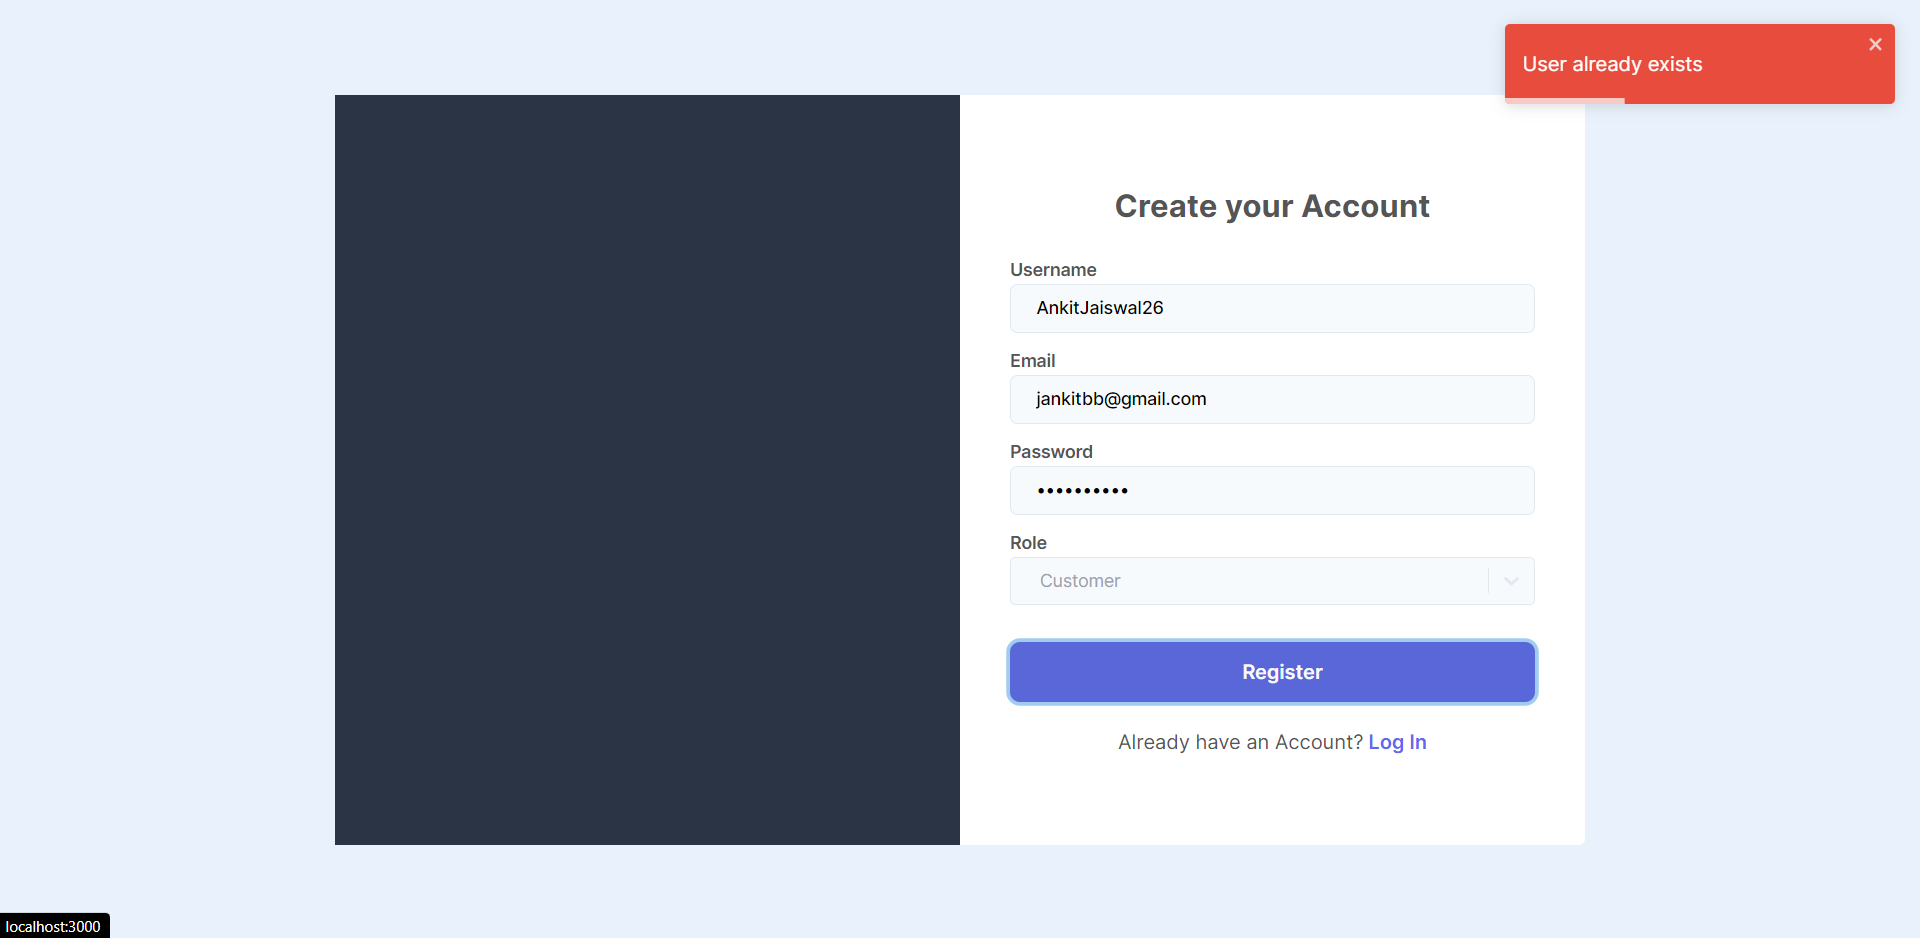 User already exists
Create your Account
Username
AnkitJaiswal26
Email
jankitbb@gmail.com
Password
••••••••••
Role
Customer
Register
Already have an Account? Log In
localhost:3000